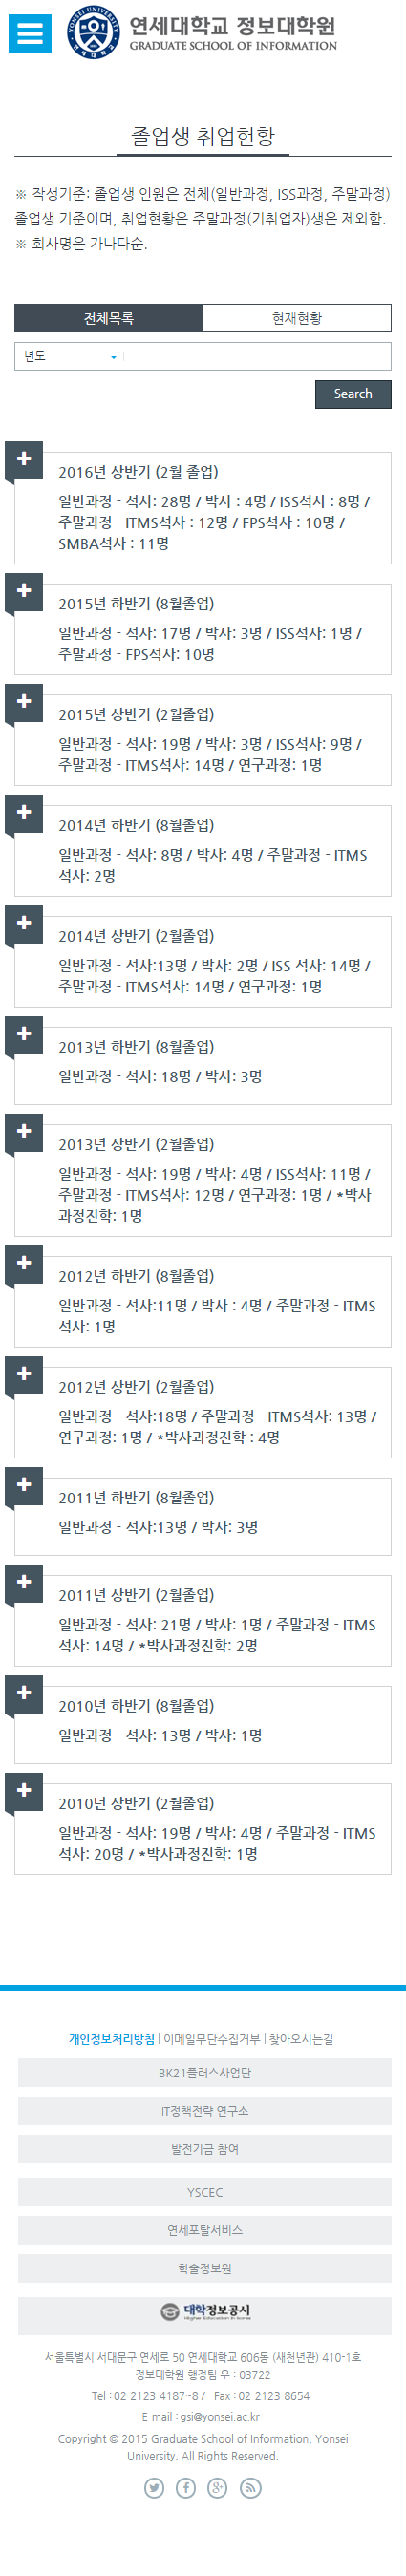 연세대학교 정보대학원
GRADUATE SCHOOL OF INFORMATION
졸업생 취업현황
※ 작성기준: 졸업생 인원은 전체(일반과정, ISS과정, 주말과정)
졸업생 기준이며, 취업현황은 주말과정(기취업자)생은 제외함.
※ 회사명은 가나다순.
전체목록
현재현황
년도
Search
2016년 상반기 (2월 졸업)
일반과정 - 석사: 28명 / 박사 : 4명 / ISS석사 : 8명 /
주말과정 - ITMS석사 : 12명 / FPS석사 : 10명 /
SMBA석사 : 11명
2015년 하반기 (8월졸업)
일반과정 - 석사: 17명 / 박사: 3명 / ISS석사: 1명 /
주말과정 - FPS석사: 10명
2015년 상반기 (2월졸업)
일반과정 - 석사: 19명 / 박사: 3명 / ISS석사: 9명 /
주말과정 - ITMS석사: 14명 / 연구과정: 1명
2014년 하반기 (8월졸업)
일반과정 - 석사: 8명 / 박사: 4명 / 주말과정 - ITMS
석사: 2명
2014년 상반기 (2월졸업)
일반과정 - 석사:13명 / 박사: 2명 / ISS 석사: 14명 /
주말과정 - ITMS석사: 14명 / 연구과정: 1명
2013년 하반기 (8월졸업)
일반과정 - 석사: 18명 / 박사: 3명
2013년 상반기 (2월졸업)
일반과정 - 석사: 19명 / 박사: 4명 / ISS석사: 11명 /
주말과정 - ITMS석사: 12명 / 연구과정: 1명 / *박사
과정진학: 1명
2012년 하반기 (8월졸업)
일반과정 - 석사:11명 / 박사 : 4명 / 주말과정 - ITMS
석사: 1명
2012년 상반기 (2월졸업)
일반과정 - 석사:18명 / 주말과정 - ITMS석사: 13명 /
연구과정: 1명 / *박사과정진학 : 4명
2011년 하반기 (8월졸업)
일반과정 - 석사:13명 / 박사: 3명
2011년 상반기 (2월졸업)
일반과정 - 석사: 21명 / 박사: 1명 / 주말과정 - ITMS
석사: 14명 / *박사과정진학: 2명
2010년 하반기 (8월졸업)
일반과정 - 석사: 13명 / 박사: 1명
2010년 상반기 (2월졸업)
일반과정 - 석사: 19명 / 박사: 4명 / 주말과정 - ITMS
석사: 20명 / *박사과정진학: 1명
개인정보처리방침 | 이메일무단수집거부 | 찾아오시는길
BK21플러스사업단
IT정책전략 연구소
발전기금 참여
YSCEC
연세포탈서비스
학술정보원
대학정보공시
Higher Education in Korea
서울특별시 서대문구 연세로 50 연세대학교 606동 (새천년관) 410-1호
정보대학원 행정팀 우 : 03722
Tel : 02-2123-4187~8 / Fax : 02-2123-8654
E-mail : gsi@yonsei.ac.kr
Copyright © 2015 Graduate School of Information, Yonsei
University. All Rights Reserved.